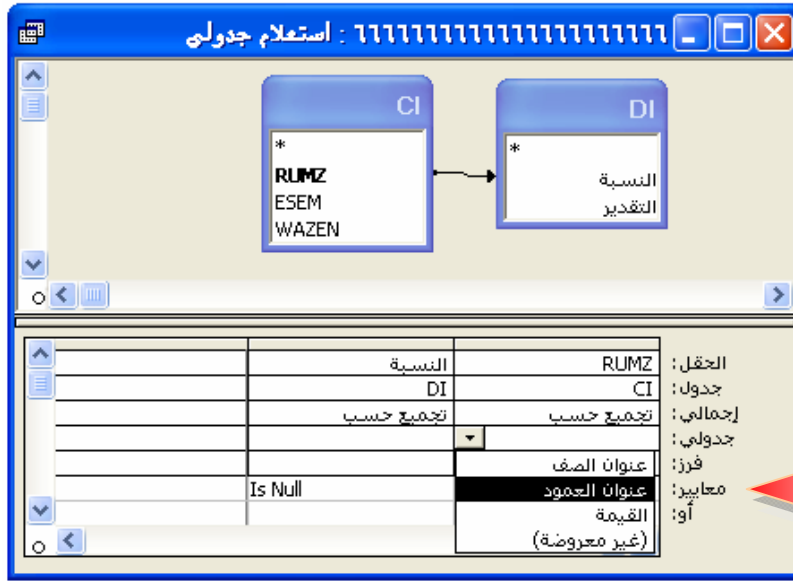 ٦٦٦٦٦٦٦٦٦٦٦٦٦٦٦٦٦٦٦٦٦٦٦ : استعلام جدولي
CI
*
RUMZ
ESEM
WAZEN
DI
*
النسبة
التقدير
الحقل: RUMZ النسبة
جدول: CI DI
إجمالي: تجميع حسب تجميع حسب
جدولي:
فرز: عنوان الصف
معايير: عنوان العمود Is Null
أو: القيمة
(غير معروضة)